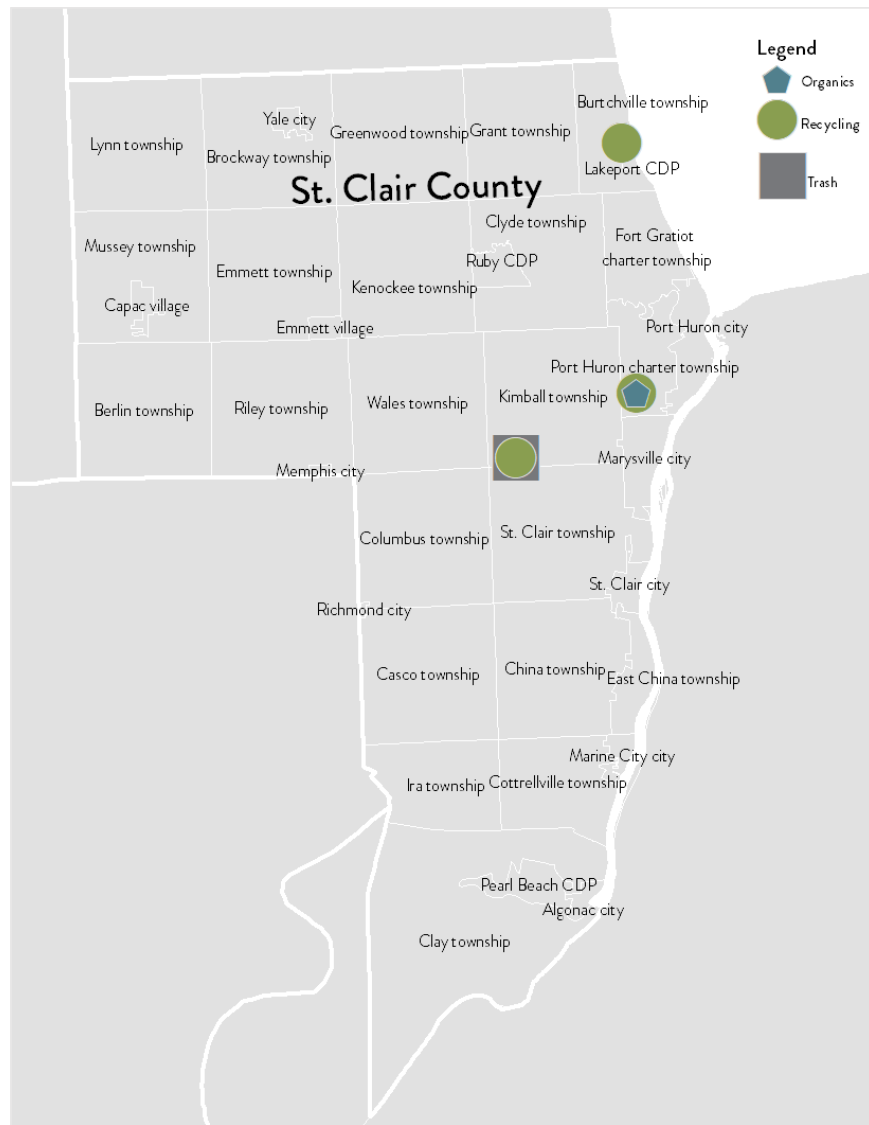 Legend
Organics
Recycling
Trash
Burtchville township
Yale city
Greenwood township
Grant township
Lynn township
Brockway township
Lakeport CDP
St. Clair County
Clyde township
Fort Gratiot
charter township
Mussey township
Ruby CDP
Emmett township
Kenockee township
Capac village
Emmett village
Port Huron city
Port Huron charter township
Kimball township
Wales township
Berlin township
Riley township
Memphis city
Marysville city
Columbus township
St. Clair township
St. Clair city
Richmond city
Casco township
China township
East China township
Marine City city
Ira township
Cottrellville township
Pearl Beach CDP
Algonac city
Clay township